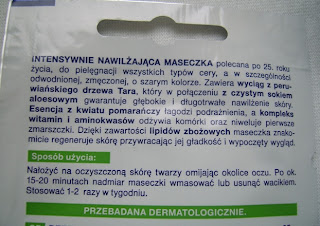 INTENSYWNIE NAWILŻAJĄCA MASECZKA polecana po 25. roku
życia, do pielęgnacji wszystkich typów cery, a w szczególności
odwodnionej, zmęczonej, o szarym kolorze. Zawiera wyciąg z peru-
wiańskiego drzewa Tara, który w połączeniu z czystym sokiem
aloesowym gwarantuje głębokie i długotrwałe nawilżenie skóry.
Esencja z kwiatu pomarańczy łagodzi podrażnienia, a kompleks
witamin i aminokwasów odżywia komórki oraz niweluje pierwsze
zmarszczki. Dzięki zawartości lipidów zbożowych maseczka znako-
micie regeneruje skórę przywracając jej gładkość i wypoczęty wygląd.
Sposób użycia:
Nałożyć na oczyszczoną skórę twarzy omijając okolice oczu. Po ok.
15-20 minutach nadmiar maseczki wmasować lub usunąć wacikiem.
Stosować 1-2 razy w tygodniu.
PRZEBADANA DERMATOLOGICZNIE.